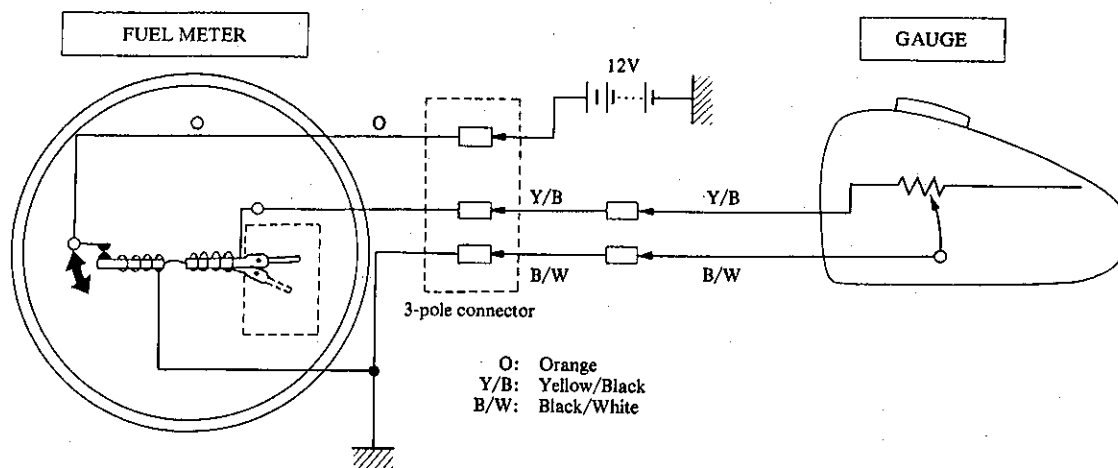 FUEL METER
GAUGE
12V
O
O
Y/B
Y/B
B/W
B/W
3-pole connector
O: Orange
Y/B: Yellow/Black
B/W: Black/White